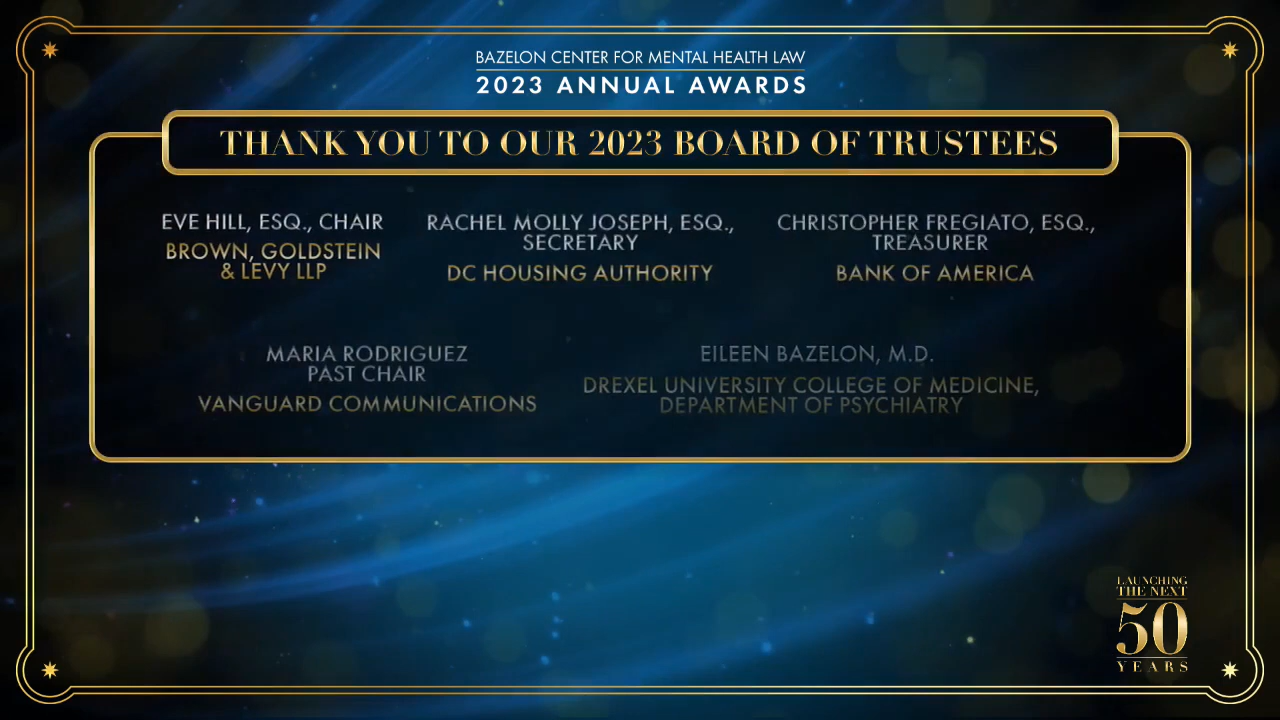 BAZELON CENTER FOR MENTAL HEALTH LAW
2023 ANNUAL AWARDS
THANK YOU TO OUR 2023 BOARD OF TRUSTEES
EVE HILL, ESQ., CHAIR
BROWN, GOLDSTEIN
& LEVY LLP
RACHEL MOLLY JOSEPH, ESQ.,
SECRETARY
DC HOUSING AUTHORITY
CHRISTOPHER FREGIATO, ESQ.,
TREASURER
BANK OF AMERICA
MARIA RODRIGUEZ
PAST CHAIR
VANGUARD COMMUNICATIONS
EILEEN BAZELON, M.D.
DREXEL UNIVERSITY COLLEGE OF MEDICINE,
DEPARTMENT OF PSYCHIATRY
LAUNCHING
THE NEXT
50
YEARS